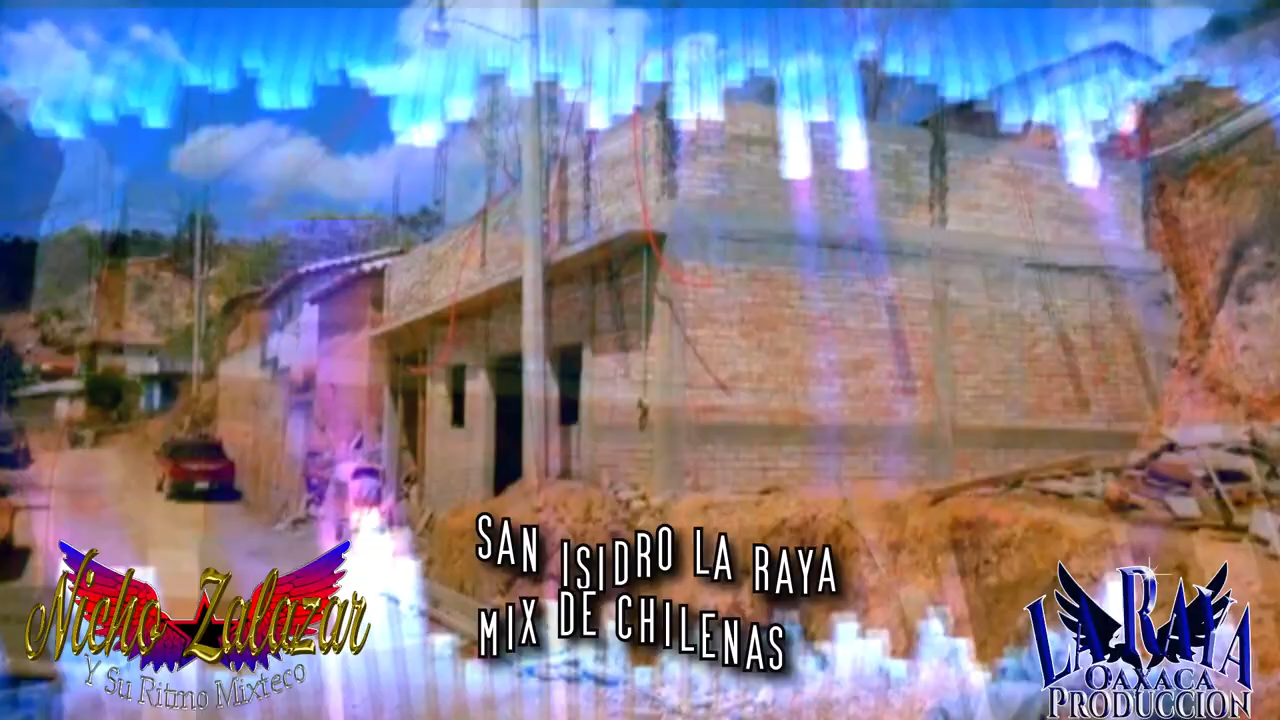 SAN ISIDRO LA RAYA
MIX DE CHILENAS
Nicho Zalazar
Y Su Ritmo Mixteco
LA RAYA
OAXACA
PRODUCCION